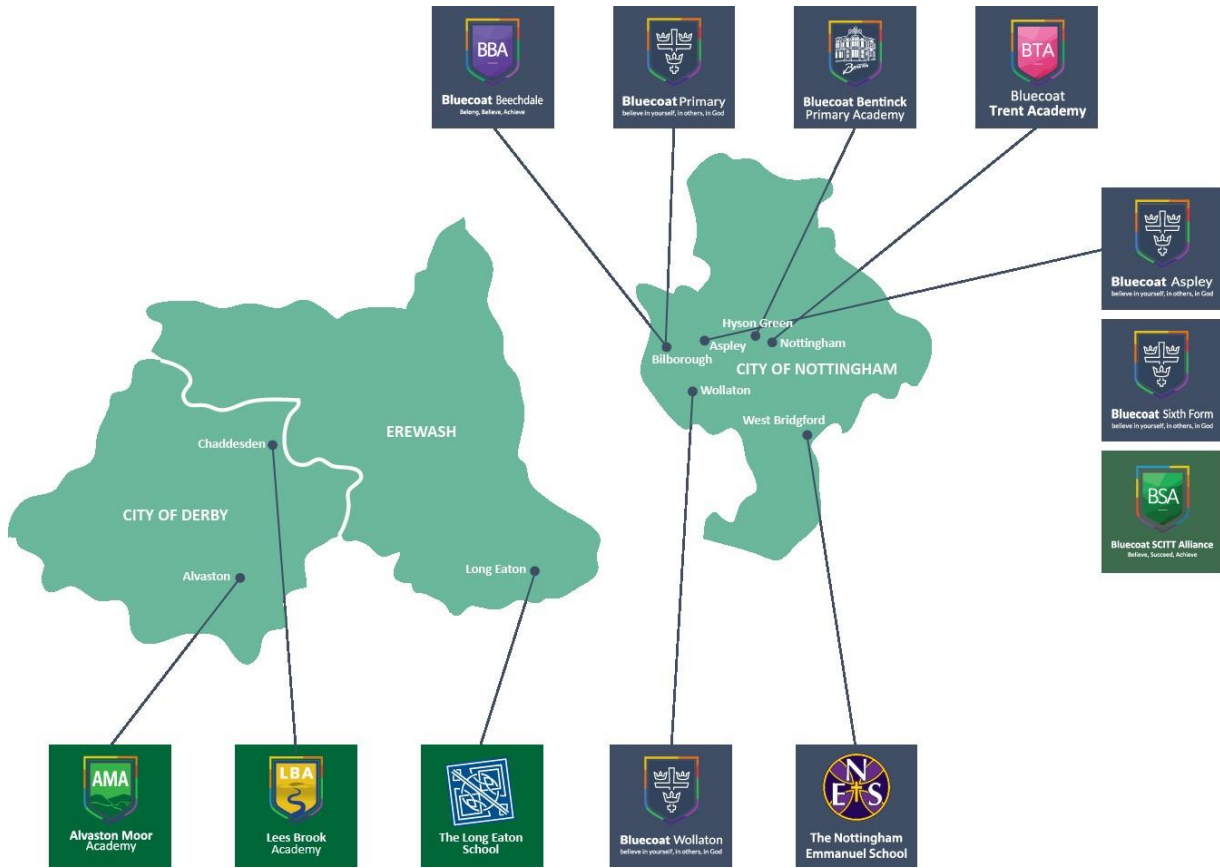 BBA
Bluecoat Beechdale
Belong, Believe, Achieve
Bluecoat Primary
believe in yourself, in others, in God
Bluecoat Bentinck
Primary Academy
BTA
Bluecoat
Trent Academy
Bluecoat Aspley
believe in yourself, in others, in God
Bluecoat Sixth Form
believe in yourself, in others, in God
BSA
Bluecoat SCITT Alliance
Believe, Succeed, Achieve
Hyson Green
Aspley
Nottingham
Bilborough
CITY OF NOTTINGHAM
Wollaton
West Bridgford
EREWASH
Chaddesden
CITY OF DERBY
Alvaston
Long Eaton
AMA
Alvaston Moor
Academy
LBA
Lees Brook
Academy
The Long Eaton
School
Bluecoat Wollaton
believe in yourself, in others, in God
N
E S
The Nottingham
Emmanuel School